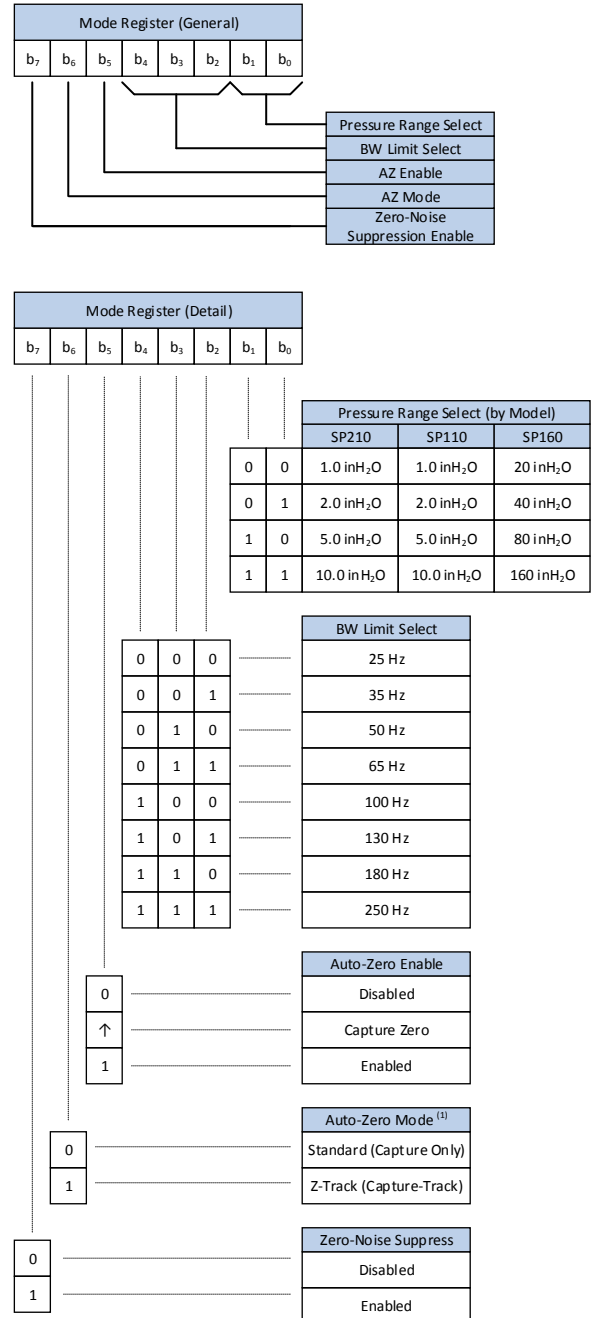 Mode Register (General)
b₇ b₆ b₅ b₄ b₃ b₂ b₁ b₀
Pressure Range Select
BW Limit Select
AZ Enable
AZ Mode
Zero-Noise
Suppression Enable
Mode Register (Detail)
b₇ b₆ b₅ b₄ b₃ b₂ b₁ b₀
Pressure Range Select (by Model)
SP210 SP110 SP160
0 0 1.0 inH₂O 1.0 inH₂O 20 inH₂O
0 1 2.0 inH₂O 2.0 inH₂O 40 inH₂O
1 0 5.0 inH₂O 5.0 inH₂O 80 inH₂O
1 1 10.0 inH₂O 10.0 inH₂O 160 inH₂O
BW Limit Select
0 0 0 25 Hz
0 0 1 35 Hz
0 1 0 50 Hz
0 1 1 65 Hz
1 0 0 100 Hz
1 0 1 130 Hz
1 1 0 180 Hz
1 1 1 250 Hz
Auto-Zero Enable
0 Disabled
↑ Capture Zero
1 Enabled
Auto-Zero Mode ⁽¹⁾
0 Standard (Capture Only)
1 Z-Track (Capture-Track)
Zero-Noise Suppress
0 Disabled
1 Enabled